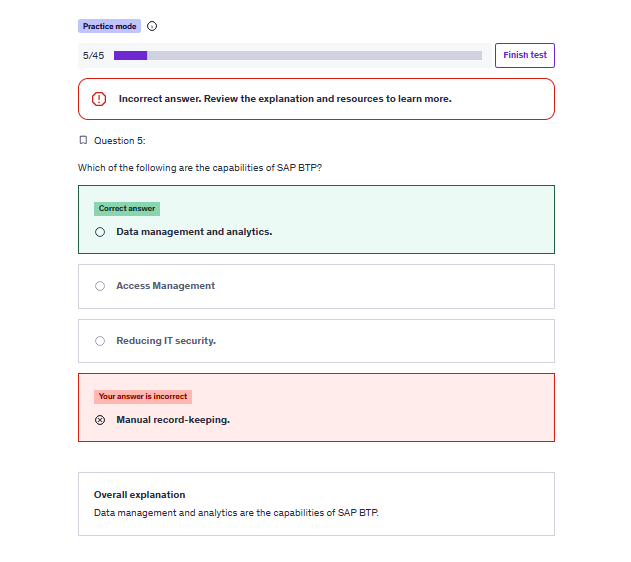 Practice mode
5/45
Finish test
Incorrect answer. Review the explanation and resources to learn more.
Question 5:
Which of the following are the capabilities of SAP BTP?
Correct answer
Data management and analytics.
Access Management
Reducing IT security.
Your answer is incorrect
Manual record-keeping.
Overall explanation
Data management and analytics are the capabilities of SAP BTP.